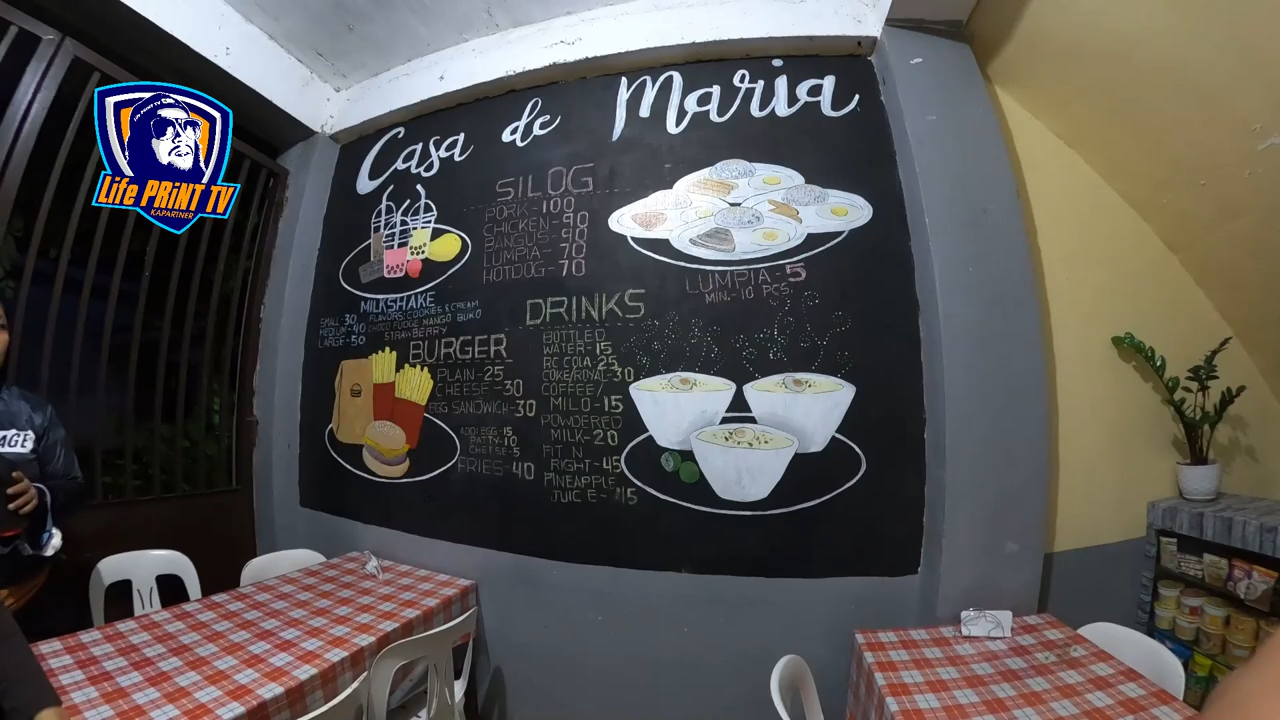 Casa de Maria
SILOG
PORK-100
CHICKEN-90
BANGUS-90
LUMPIA-70
HOTDOG-70
LUMPIA-5
MIN.-10 PCS.
MILKSHAKE
SMALL-30
MEDIUM-40
LARGE-50
FLAVORS: COOKIES & CREAM
CHOCO FUDGE MANGO BUKO
STRAWBERRY
BURGER
PLAIN-25
CHEESE-30
EGG SANDWICH-30
ADD: EGG-15
PATTY-10
CHEESE-5
FRIES-40
DRINKS
BOTTLED
WATER-15
RC COLA-25
COKE/ROYAL-30
COFFEE/
MILO-15
POWDERED
MILK-20
FIT N
RIGHT-45
PINEAPPLE
JUICE-
Life PRiNT TV
KAPARTNER
LIFE PRINT TV
AGE